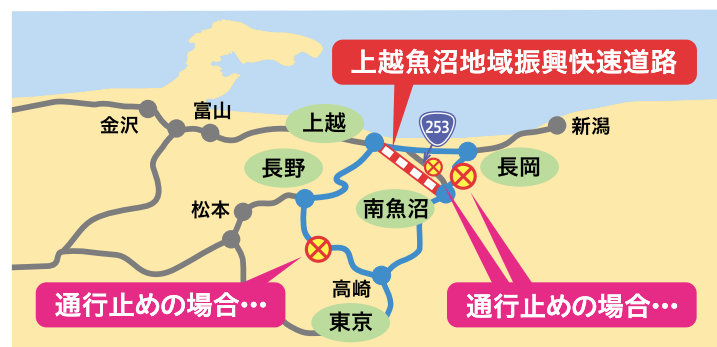 上越魚沼地域振興快速道路
富山
金沢
上越
253
新潟
長野
長岡
松本
南魚沼
高崎
通行止めの場合…
通行止めの場合…
東京